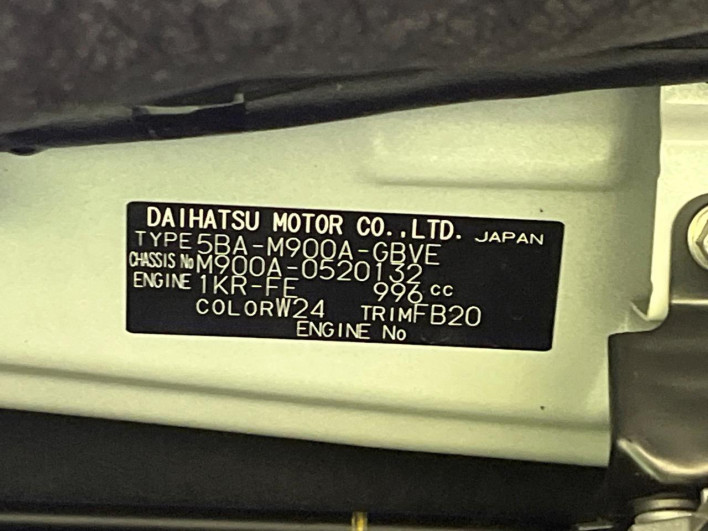 DAIHATSU MOTOR CO.,LTD. JAPAN
TYPE 5BA-M900A-GBVE
CHASSIS No M900A-0520132
ENGINE 1KR-FE 996 cc
COLOR W24 TRIM FB20
ENGINE No